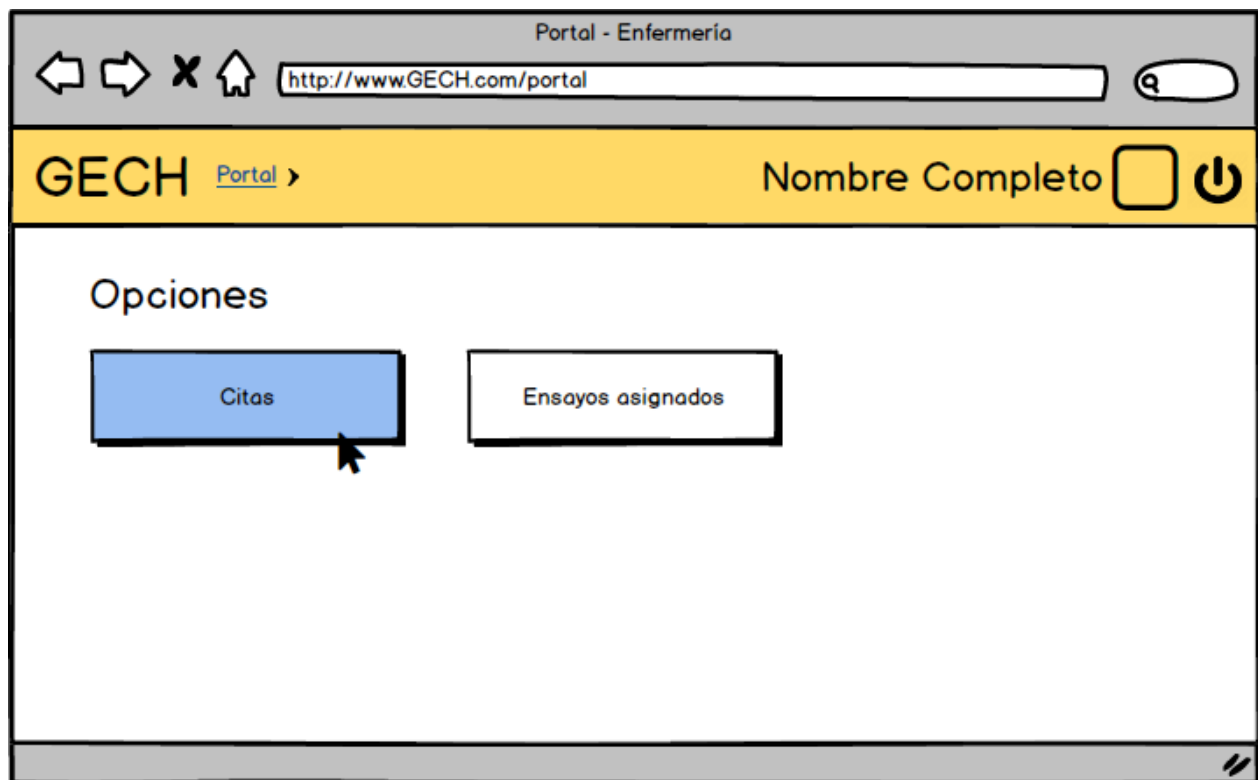 Portal - Enfermería
http://www.GECH.com/portal
GECH Portal > Nombre Completo
Opciones
Citas Ensayos asignados